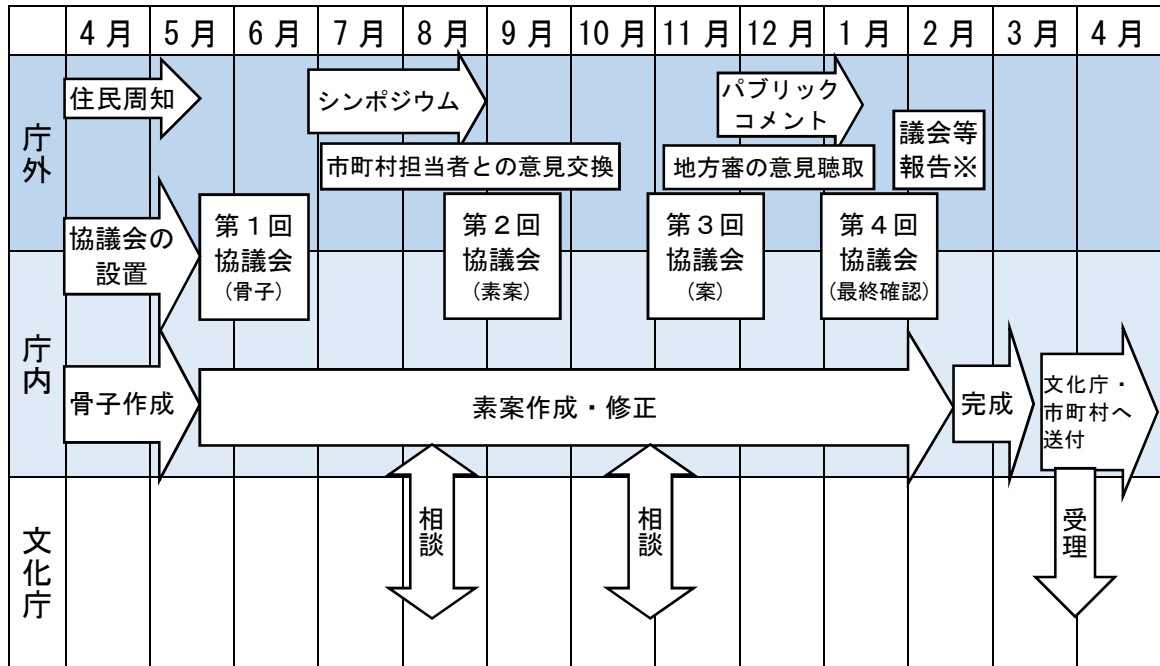 4月 5月 6月 7月 8月 9月 10月 11月 12月 1月 2月 3月 4月
庁外
住民周知
シンポジウム
パブリック
コメント
議会等
報告※
市町村担当者との意見交換
地方審の意見聴取
協議会の
設置
第1回
協議会
(骨子)
第2回
協議会
(素案)
第3回
協議会
(案)
第4回
協議会
(最終確認)
庁内
骨子作成
素案作成・修正
完成
文化庁・
市町村へ
送付
文化庁
相談
相談
受理